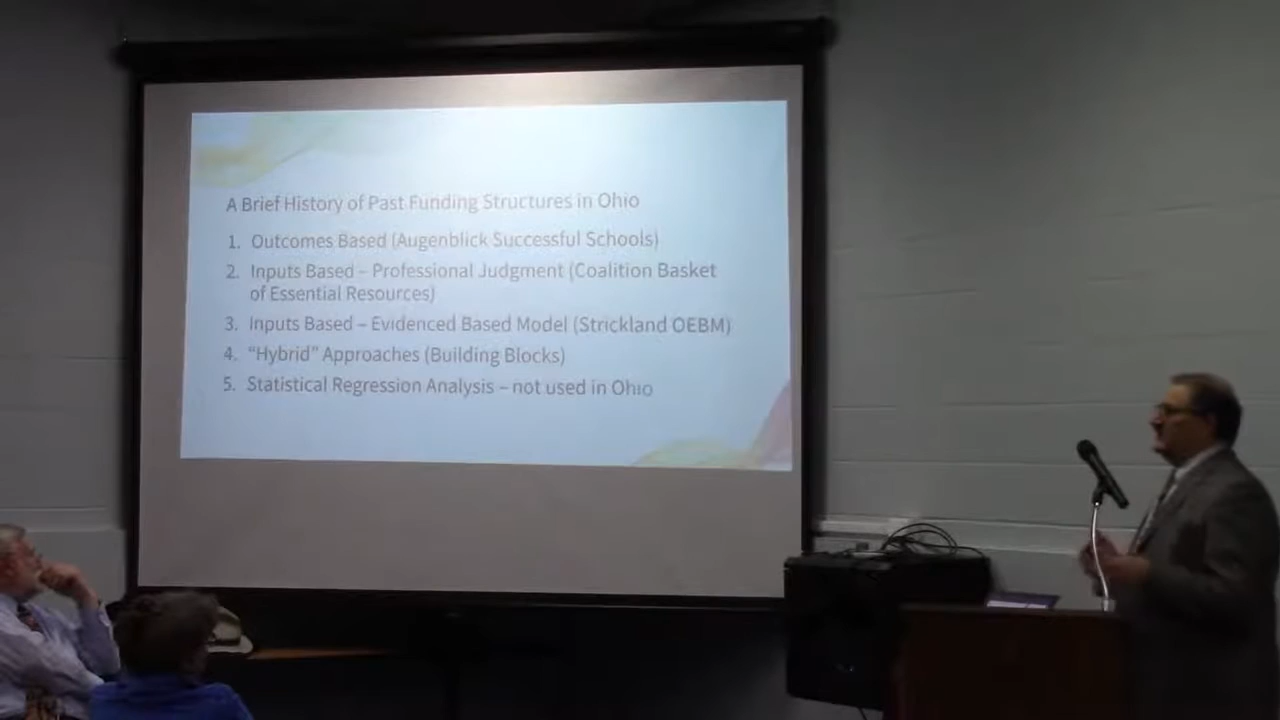 A Brief History of Past Funding Structures in Ohio
1. Outcomes Based (Augenblick Successful Schools)
2. Inputs Based – Professional Judgment (Coalition Basket
of Essential Resources)
3. Inputs Based – Evidenced Based Model (Strickland OEBM)
4. “Hybrid” Approaches (Building Blocks)
5. Statistical Regression Analysis – not used in Ohio